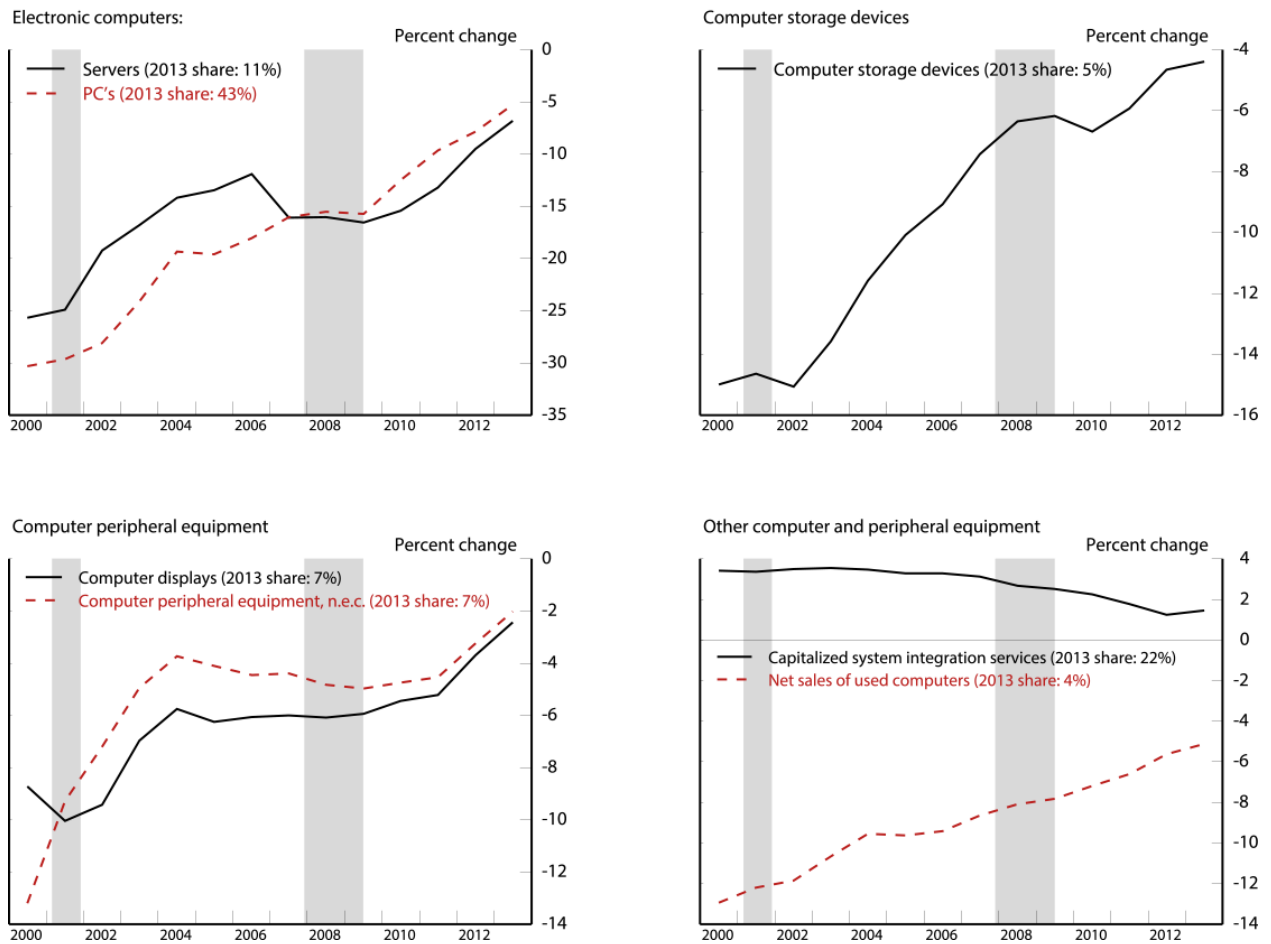 Electronic computers:
Percent change
Servers (2013 share: 11%)
PC's (2013 share: 43%)
0
-5
-10
-15
-20
-25
-30
-35
2000 2002 2004 2006 2008 2010 2012
Computer storage devices
Percent change
Computer storage devices (2013 share: 5%)
-4
-6
-8
-10
-12
-14
-16
2000 2002 2004 2006 2008 2010 2012
Computer peripheral equipment
Percent change
Computer displays (2013 share: 7%)
Computer peripheral equipment, n.e.c. (2013 share: 7%)
0
-2
-4
-6
-8
-10
-12
-14
2000 2002 2004 2006 2008 2010 2012
Other computer and peripheral equipment
Percent change
Capitalized system integration services (2013 share: 22%)
Net sales of used computers (2013 share: 4%)
4
2
0
-2
-4
-6
-8
-10
-12
-14
2000 2002 2004 2006 2008 2010 2012